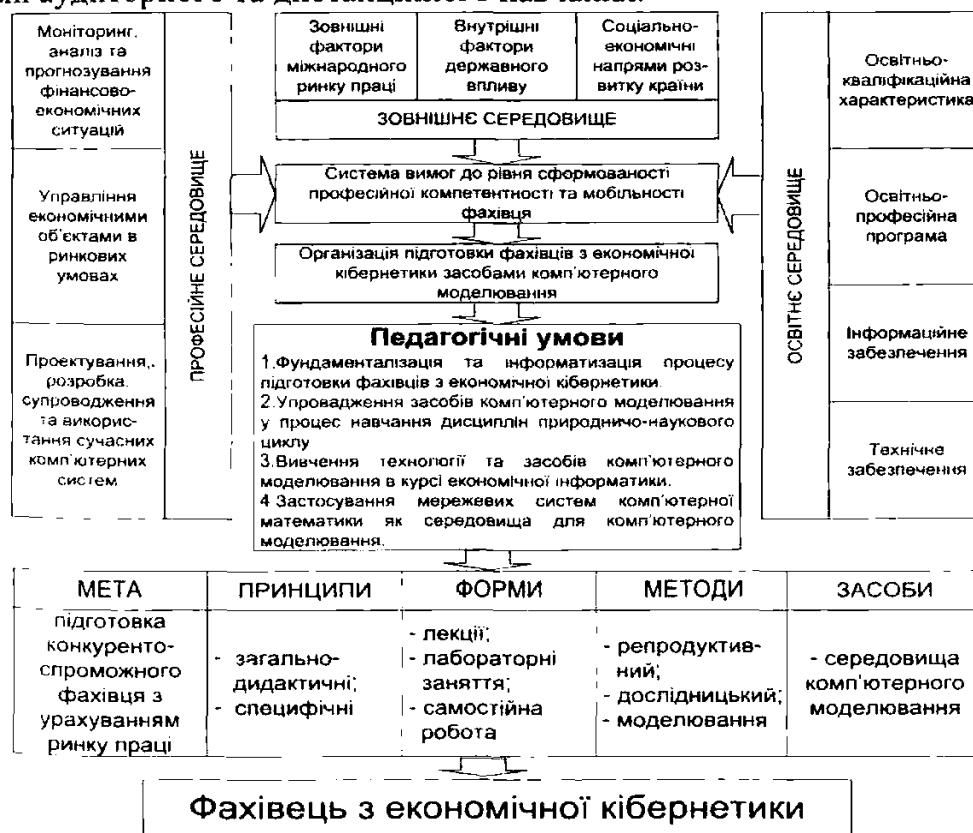 аудиторного та дистанційного навчання.
Моніторинг,
аналіз та
прогнозування
фінансово-
економічних
ситуацій
Управління
економічними
об'єктами в
ринкових
умовах
Проектування,.
розробка.
супроводження
та викорис-
тання сучасних
комп'ютерних
систем
ПРОФЕСІЙНЕ СЕРЕДОВИЩЕ
Зовнішні
фактори
міжнародного
ринку праці
Внутрішні
фактори
державного
впливу
Соціально-
економічні
напрями роз-
витку країни
ЗОВНІШНЄ СЕРЕДОВИЩЕ
Система вимог до рівня сформованості
професійної компетентності та мобільності
фахівця
Організація підготовки фахівців з економічної
кібернетики засобами комп'ютерного
моделювання
Педагогічні умови
1.Фундаменталізація та інформатизація процесу
підготовки фахівців з економічної кібернетики.
2.Упровадження засобів комп'ютерного моделювання
у процес навчання дисциплін природничо-наукового
циклу
3.Вивчення технології та засобів комп'ютерного
моделювання в курсі економічної інформатики.
4 Застосування мережевих систем комп'ютерної
математики як середовища для комп'ютерного
моделювання.
ОСВІТНЄ СЕРЕДОВИЩЕ
Освітньо-
кваліфікаційна
характеристика
Освітньо-
професійна
програма
Інформаційне
забезпечення
Технічне
забезпечення
МЕТА
підготовка
конкуренто-
спроможного
фахівця з
урахуванням
ринку праці
ПРИНЦИПИ
- загально-
дидактичні;
- специфічні
ФОРМИ
- лекції;
- лабораторні
заняття;
- самостійна
робота
МЕТОДИ
- репродуктив-
ний;
- дослідницький;
- моделювання
ЗАСОБИ
- середовища
комп'ютерного
моделювання
Фахівець з економічної кібернетики